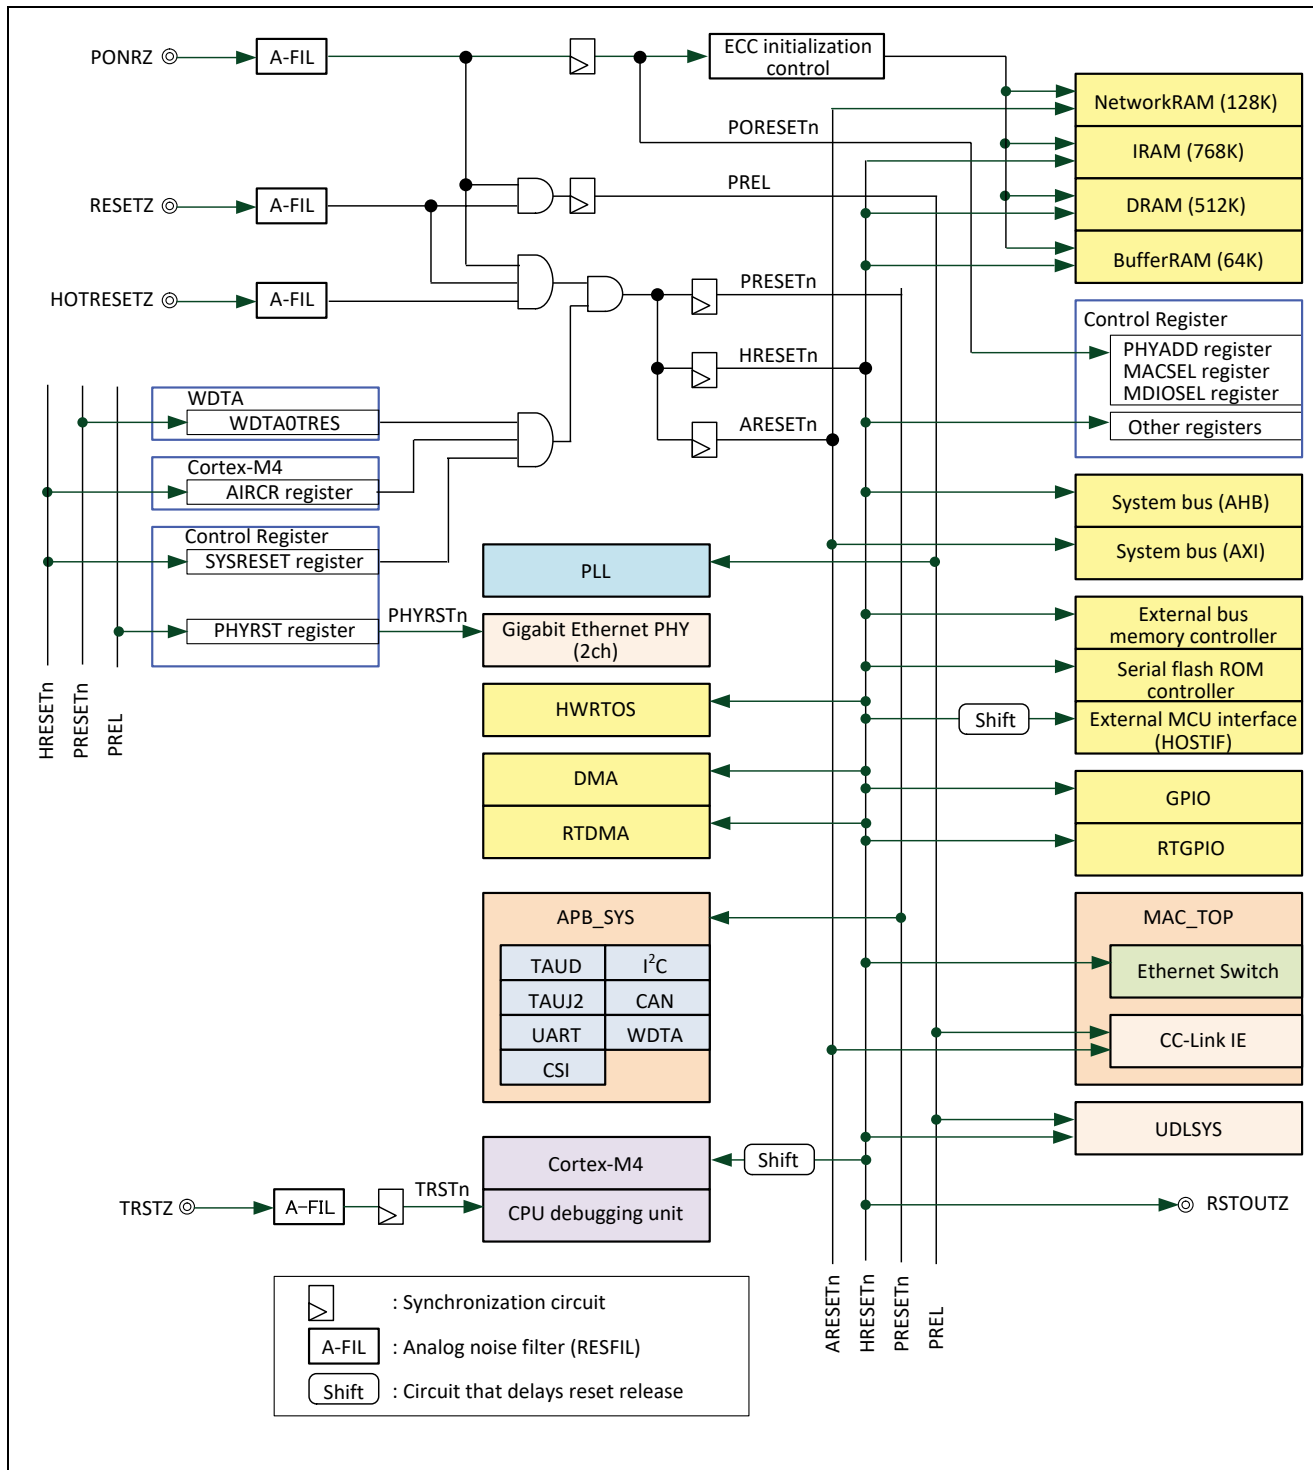 PONRZ
A-FIL
ECC initialization
control
NetworkRAM (128K)
PORESETn
IRAM (768K)
PREL
RESETZ
A-FIL
DRAM (512K)
BufferRAM (64K)
HOTRESETZ
A-FIL
PRESETn
Control Register
PHYADD register
MACSEL register
MDIOSEL register
HRESETn
WDTA
WDTA0TRES
ARESETn
Other registers
Cortex-M4
AIRCR register
System bus (AHB)
Control Register
SYSRESET register
System bus (AXI)
PLL
PHYRSTn
PHYRST register
Gigabit Ethernet PHY
(2ch)
External bus
memory controller
Serial flash ROM
controller
HRESETn
PRESETn
PREL
HWRTOS
Shift
External MCU interface
(HOSTIF)
DMA
GPIO
RTDMA
RTGPIO
APB_SYS
MAC_TOP
TAUD
I²C
Ethernet Switch
TAUJ2
CAN
UART
WDTA
CC-Link IE
CSI
UDLSYS
Cortex-M4
Shift
TRSTZ
A-FIL
TRSTn
CPU debugging unit
RSTOUTZ
ARESETn
HRESETn
PRESETn
PREL
: Synchronization circuit
A-FIL : Analog noise filter (RESFIL)
Shift : Circuit that delays reset release